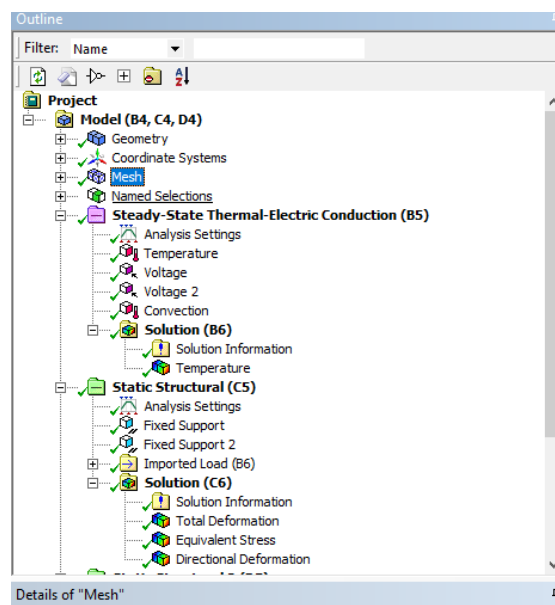 Outline
Filter: Name
Project
Model (B4, C4, D4)
Geometry
Coordinate Systems
Mesh
Named Selections
Steady-State Thermal-Electric Conduction (B5)
Analysis Settings
Temperature
Voltage
Voltage 2
Convection
Solution (B6)
Solution Information
Temperature
Static Structural (C5)
Analysis Settings
Fixed Support
Fixed Support 2
Imported Load (B6)
Solution (C6)
Solution Information
Total Deformation
Equivalent Stress
Directional Deformation
Details of "Mesh"